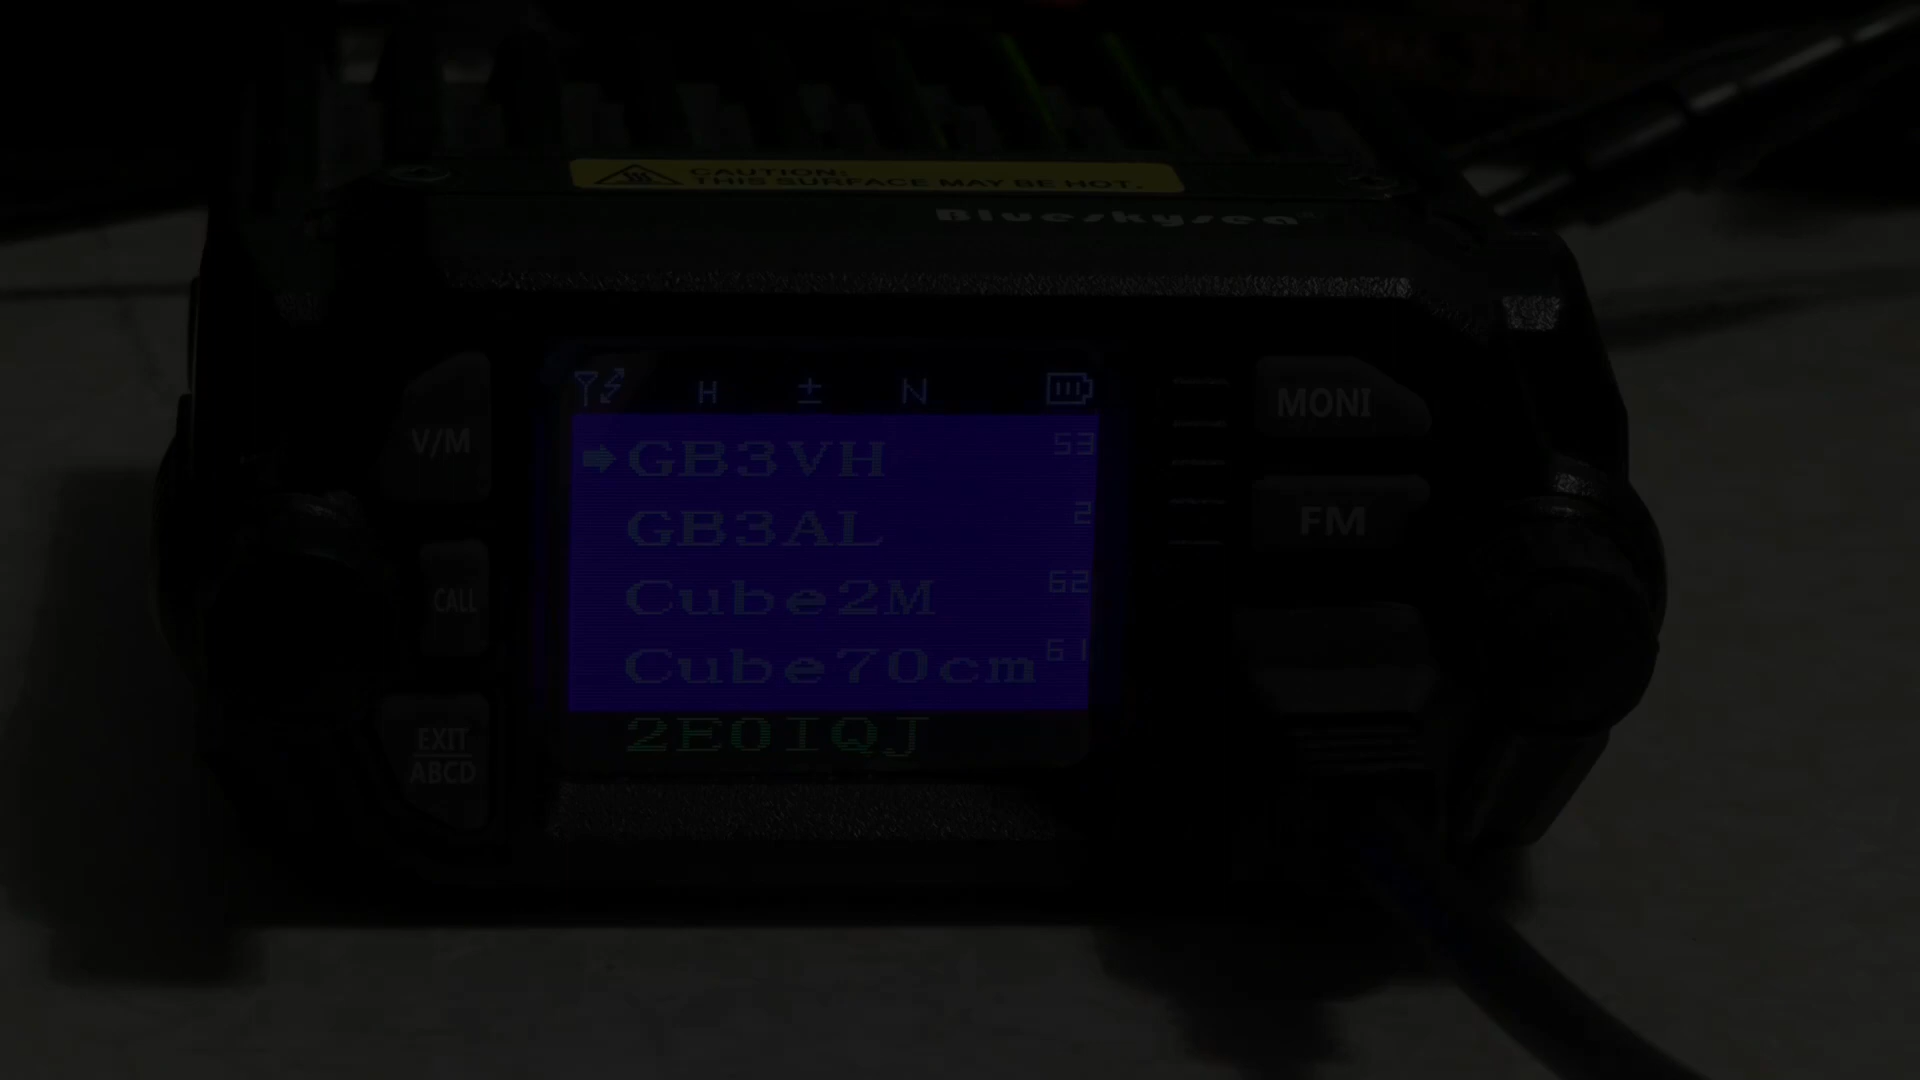 CAUTION:
THIS SURFACE MAY BE HOT.
Blueskysea®
H ± N
V/M
CALL
EXIT
ABCD
GB3VH 53
GB3AL 2
Cube2M 62
Cube70cm 61
2E0IQJ
MONI
FM